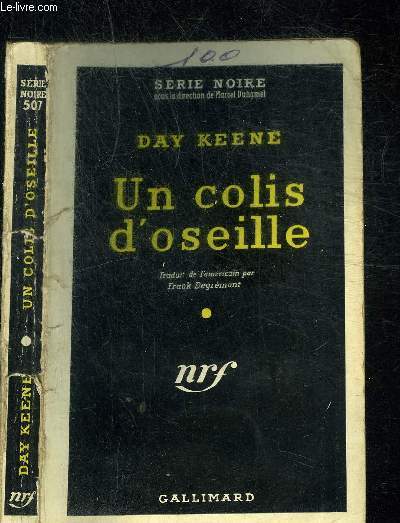 Le-livre.com
100
SERIE NOIRE
sous la direction de Marcel Duhamel
DAY KEENE
Un colis
d'oseille
Traduit de l'américain par
Frank Degrémont
nrf
GALLIMARD
SERIE
NOIRE
507
UN COLIS D'OSEILLE
DAY KEENE
nrf